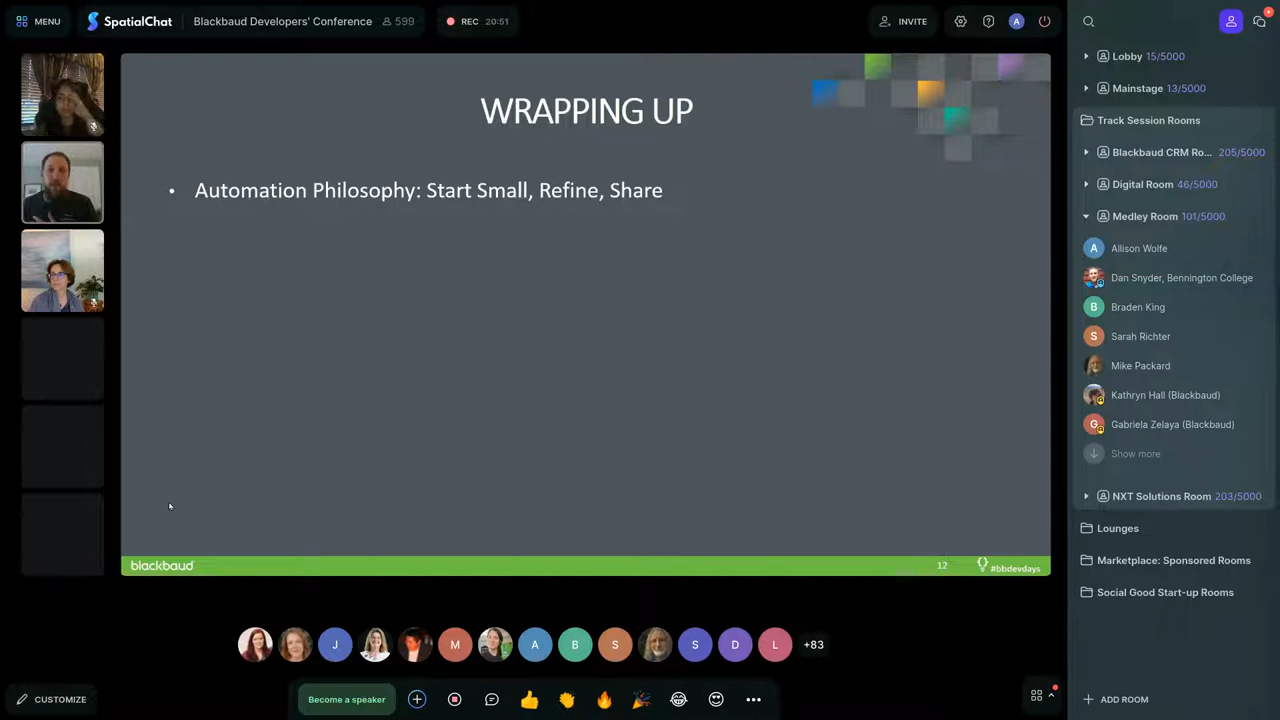 MENU
SpatialChat
Blackbaud Developers' Conference 599
REC 20:51
INVITE
A
WRAPPING UP
• Automation Philosophy: Start Small, Refine, Share
blackbaud
12
#bbdevdays
J
M
A
B
S
S
D
L
+83
CUSTOMIZE
Become a speaker
Lobby 15/5000
Mainstage 13/5000
Track Session Rooms
Blackbaud CRM Ro... 205/5000
Digital Room 46/5000
Medley Room 101/5000
A Allison Wolfe
Dan Snyder, Bennington College
B Braden King
S Sarah Richter
Mike Packard
Kathryn Hall (Blackbaud)
G Gabriela Zelaya (Blackbaud)
Show more
NXT Solutions Room 203/5000
Lounges
Marketplace: Sponsored Rooms
Social Good Start-up Rooms
ADD ROOM